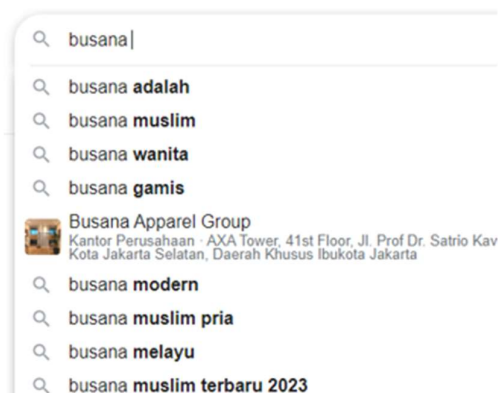 busana
busana adalah
busana muslim
busana wanita
busana gamis
Busana Apparel Group
Kantor Perusahaan · AXA Tower, 41st Floor, Jl. Prof Dr. Satrio Kav
Kota Jakarta Selatan, Daerah Khusus Ibukota Jakarta
busana modern
busana muslim pria
busana melayu
busana muslim terbaru 2023